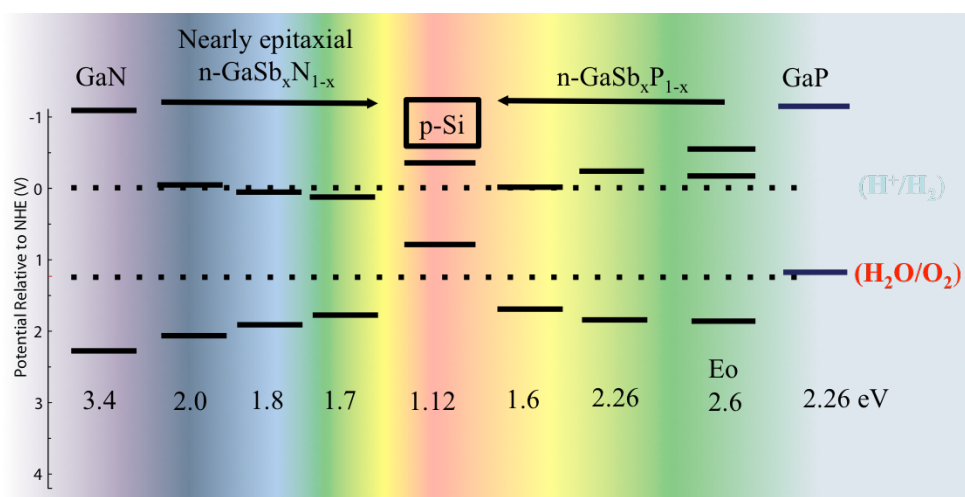 Nearly epitaxial
n-GaSbₓN₁₋ₓ
GaN
n-GaSbₓP₁₋ₓ
GaP
p-Si
Potential Relative to NHE (V)
-1
0
1
2
3
4
(H⁺/H₂)
(H₂O/O₂)
Eo
3.4 2.0 1.8 1.7 1.12 1.6 2.26 2.6 2.26 eV